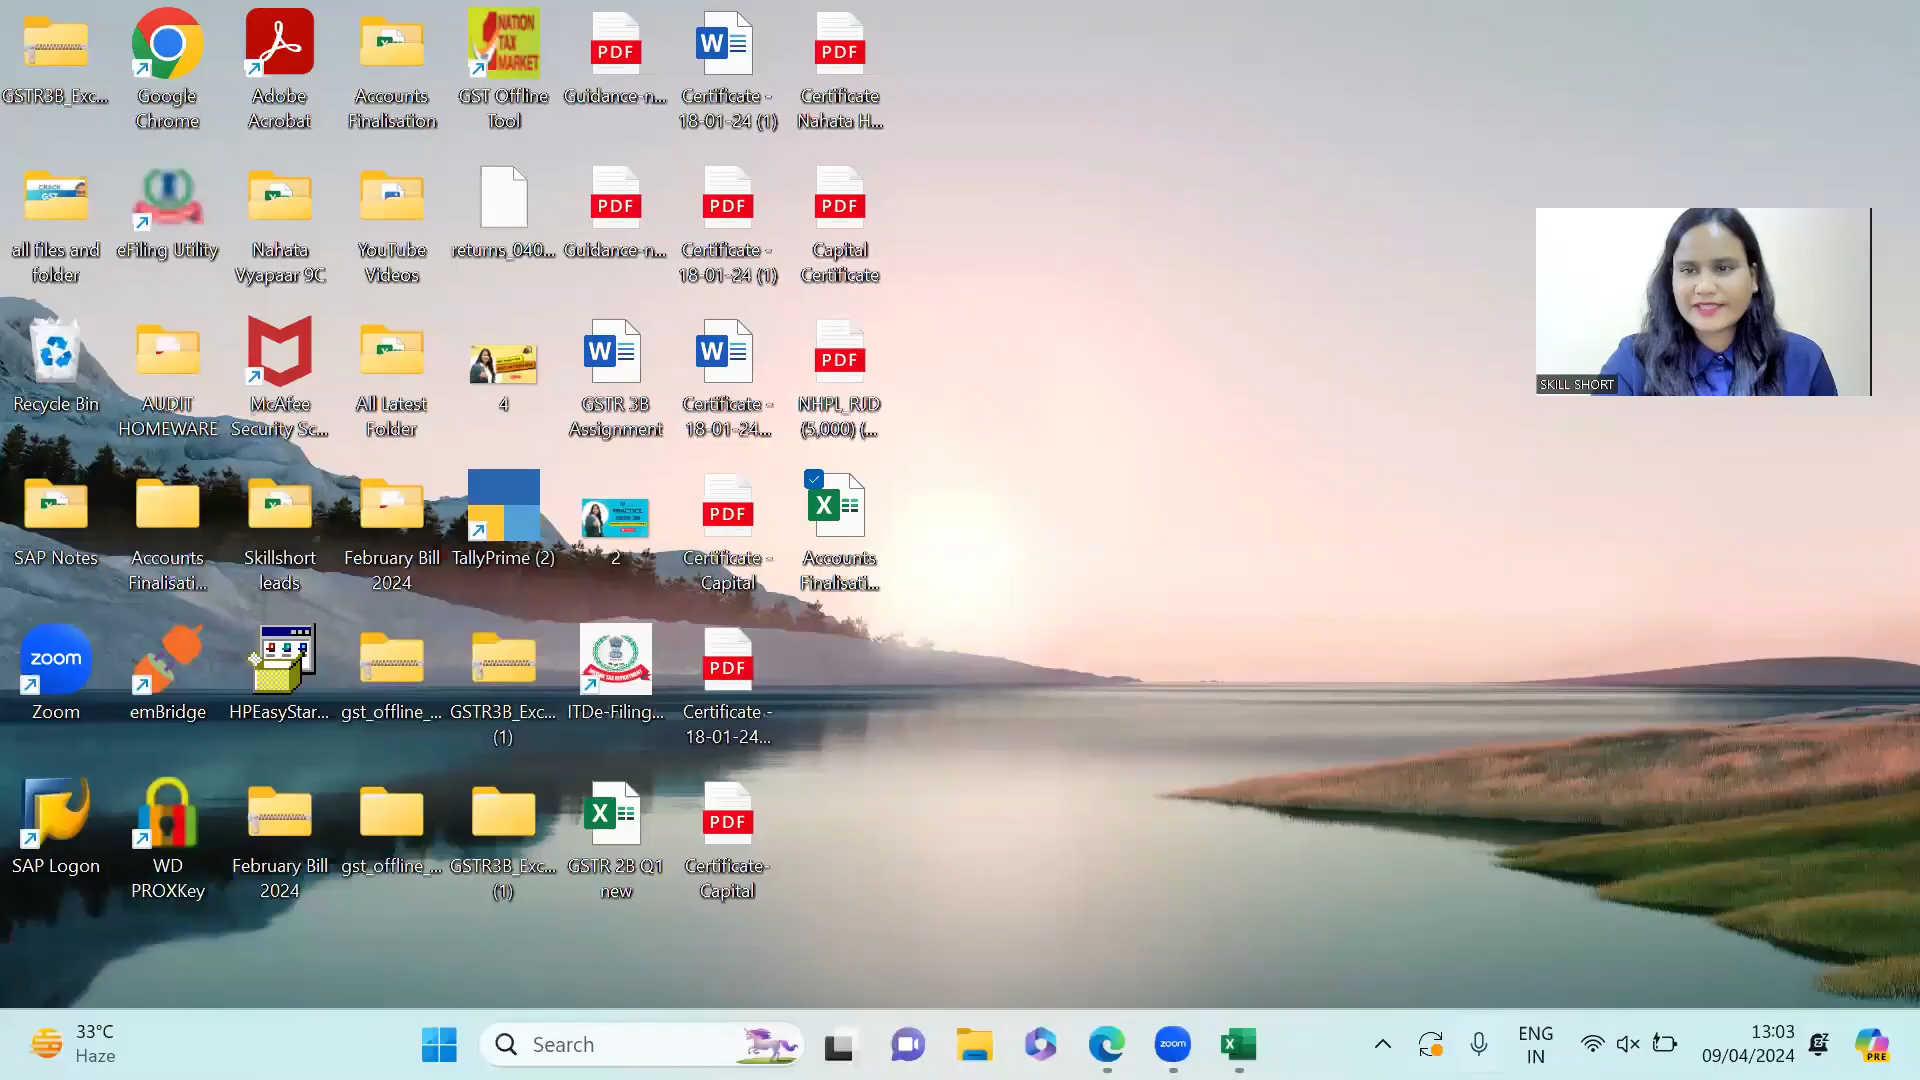 GSTR3B_Exc...
Google
Chrome
Adobe
Acrobat
Accounts
Finalisation
NATION
TAX
MARKET
GST Offline
Tool
PDF
Guidance-n...
W
Certificate -
18-01-24 (1)
PDF
Certificate
Nahata H...
CRACK
GST
all files and
folder
eFiling Utility
Nahata
Vyapaar 9C
YouTube
Videos
returns_040...
PDF
Guidance-n...
PDF
Certificate -
18-01-24 (1)
PDF
Capital
Certificate
Recycle Bin
AUDIT
HOMEWARE
McAfee
Security Sc...
All Latest
Folder
4
W
GSTR 3B
Assignment
W
Certificate -
18-01-24...
PDF
NHPL_RJD
(5,000) (...
SKILL SHORT
SAP Notes
Accounts
Finalisati...
Skillshort
leads
February Bill
2024
TallyPrime (2)
PRACTICE
2
PDF
Certificate -
Capital
X
Accounts
Finalisati...
zoom
Zoom
emBridge
HPEasyStar...
gst_offline_...
GSTR3B_Exc...
(1)
ITDe-Filing...
PDF
Certificate -
18-01-24...
SAP Logon
WD
PROXKey
February Bill
2024
gst_offline_...
GSTR3B_Exc...
(1)
X
GSTR 2B Q1
new
PDF
Certificate-
Capital
33°C
Haze
Search
zoom
X
ENG
IN
13:03
09/04/2024
PRE